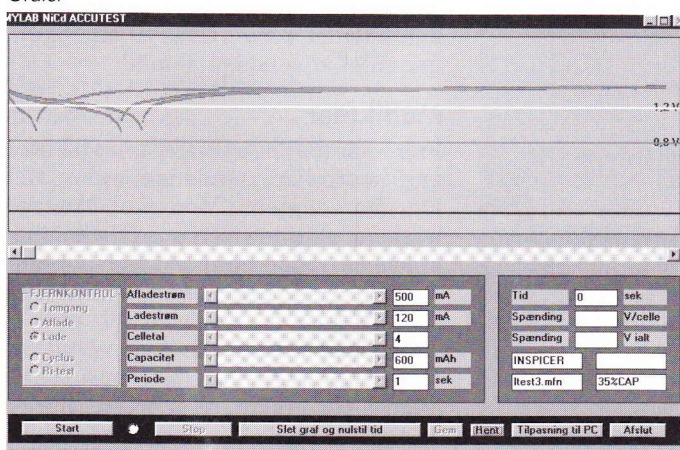 MYLAB NiCd ACCUTEST
1,2 V
0,8 V
FJERNKONTROL
Tomgang
Aflade
Lade
Cyclus
Ri-test
Afladestrøm 500 mA
Ladestrøm 120 mA
Celletal 4
Capacitet 600 mAh
Periode 1 sek
Tid 0 sek
Spænding V/celle
Spænding V ialt
INSPICER
ltest3.mfn 35%CAP
Start Stop Slet graf og nulstil tid Gem Hent Tilpasning til PC Afslut